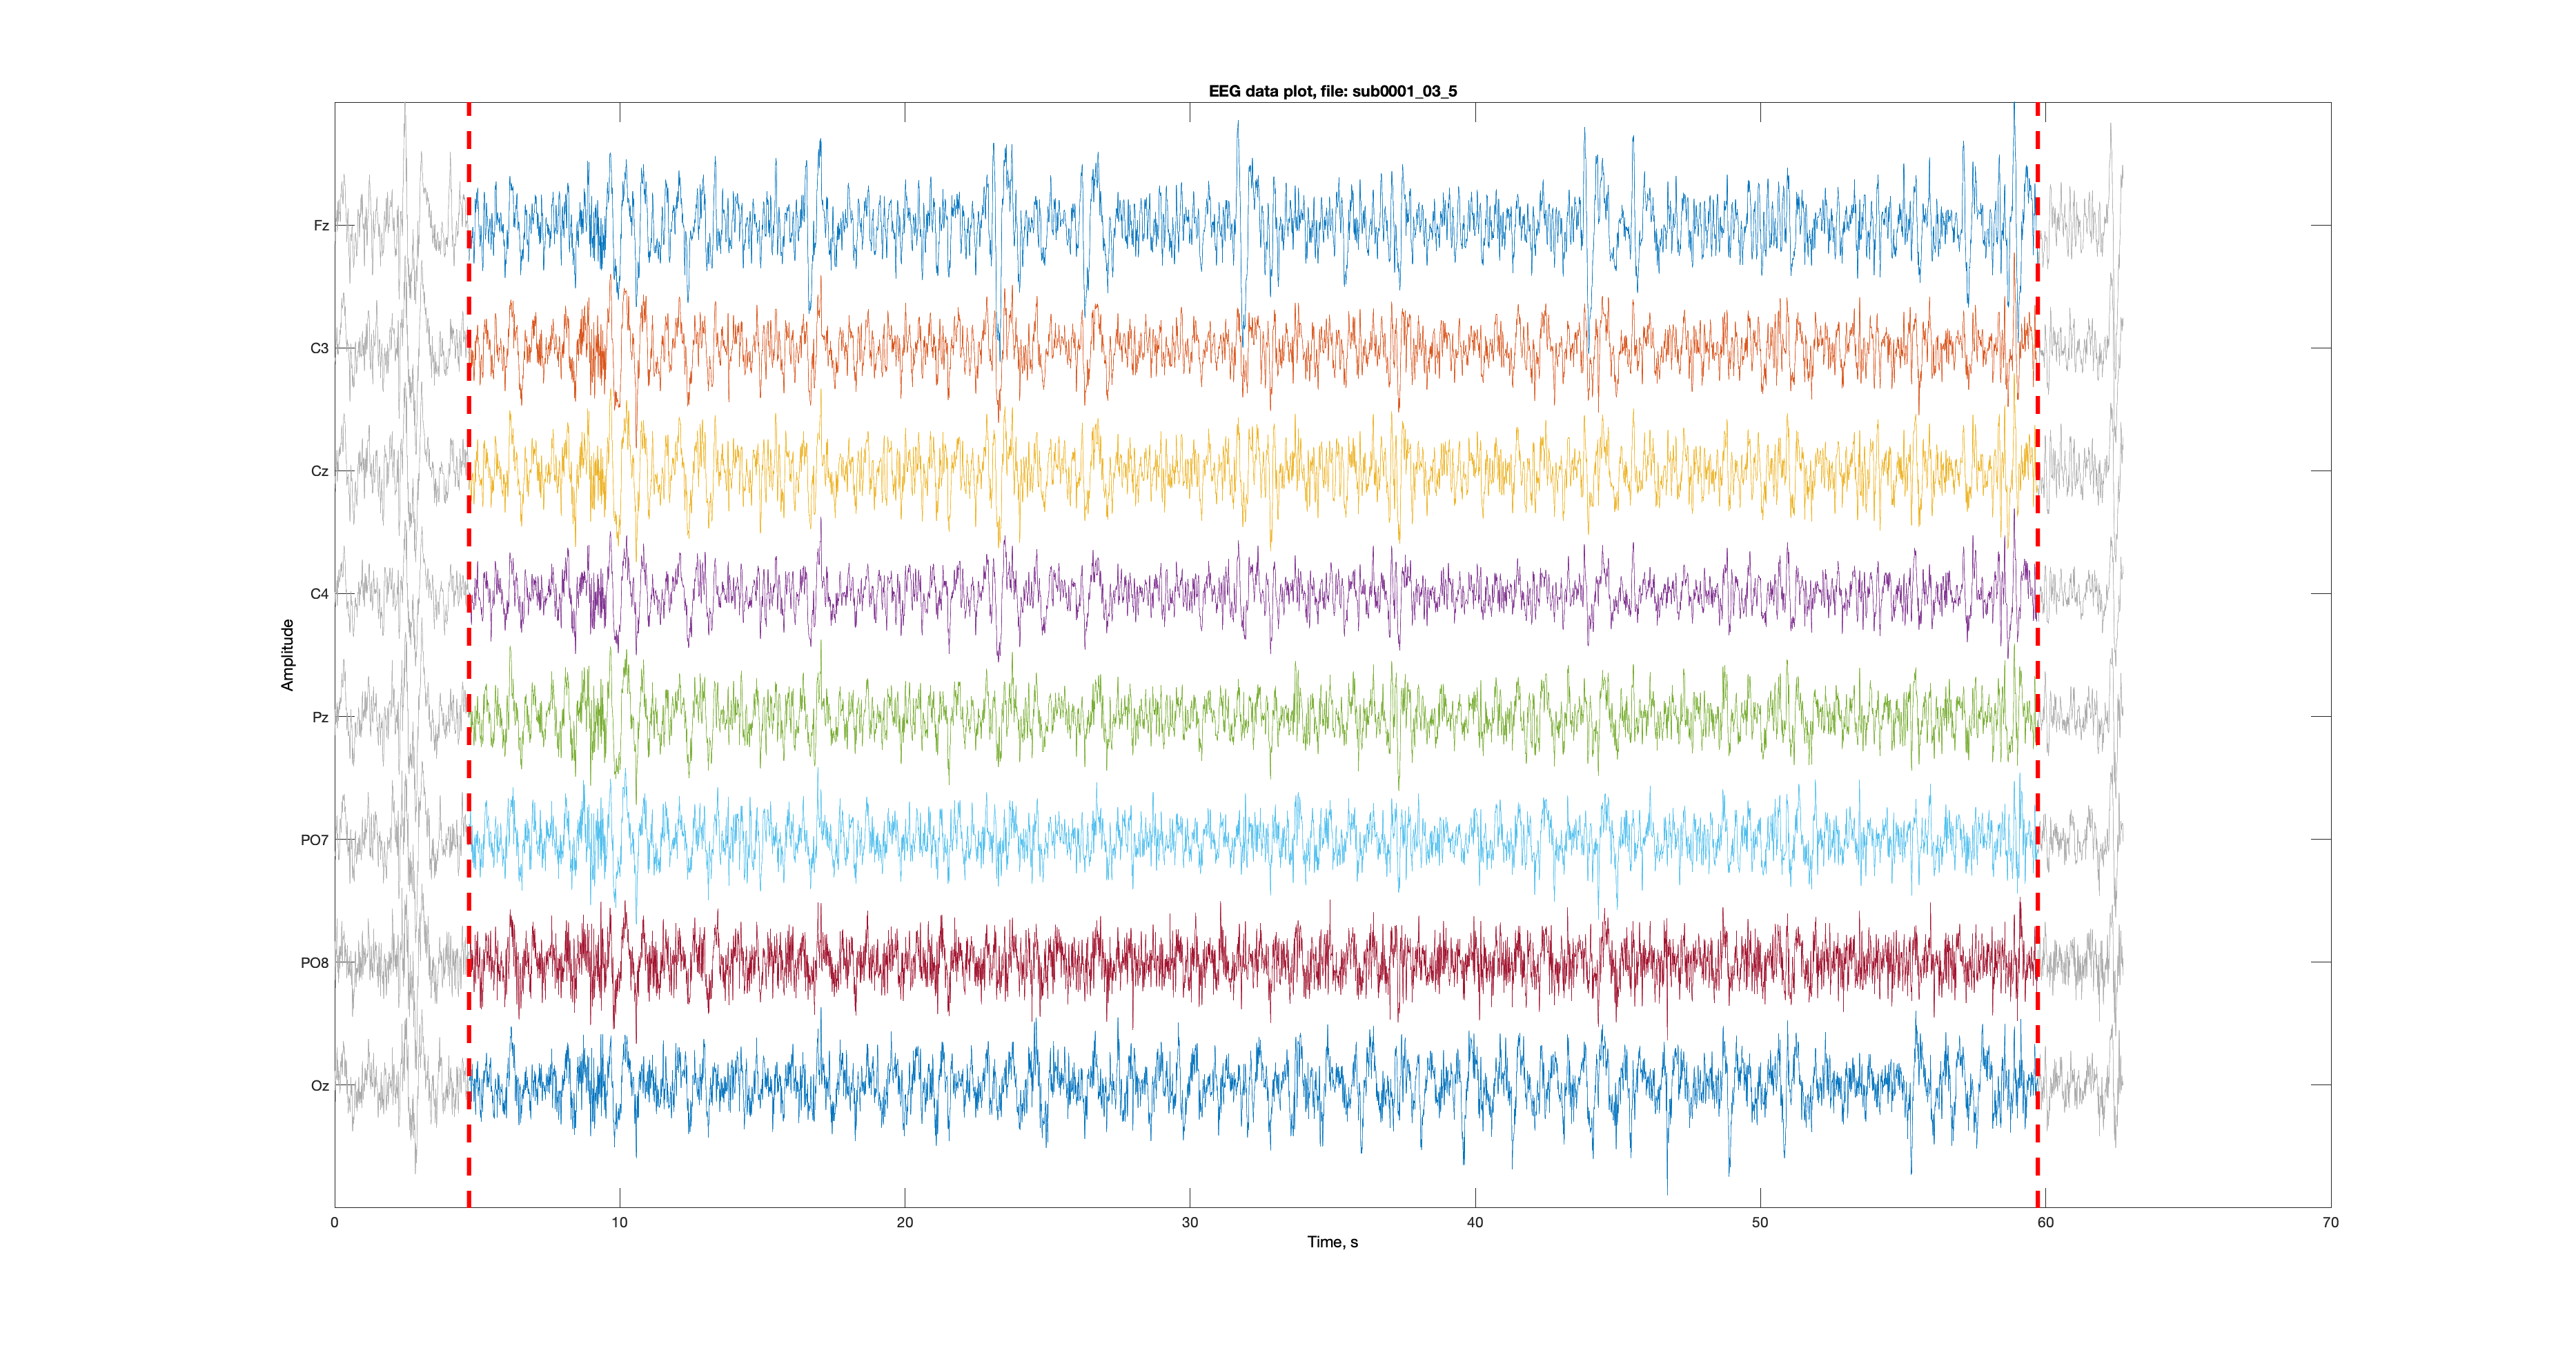 EEG data plot, file: sub0001_03_5
Fz
C3
Cz
C4
Pz
PO7
PO8
Oz
Amplitude
0 10 20 30 40 50 60 70
Time, s